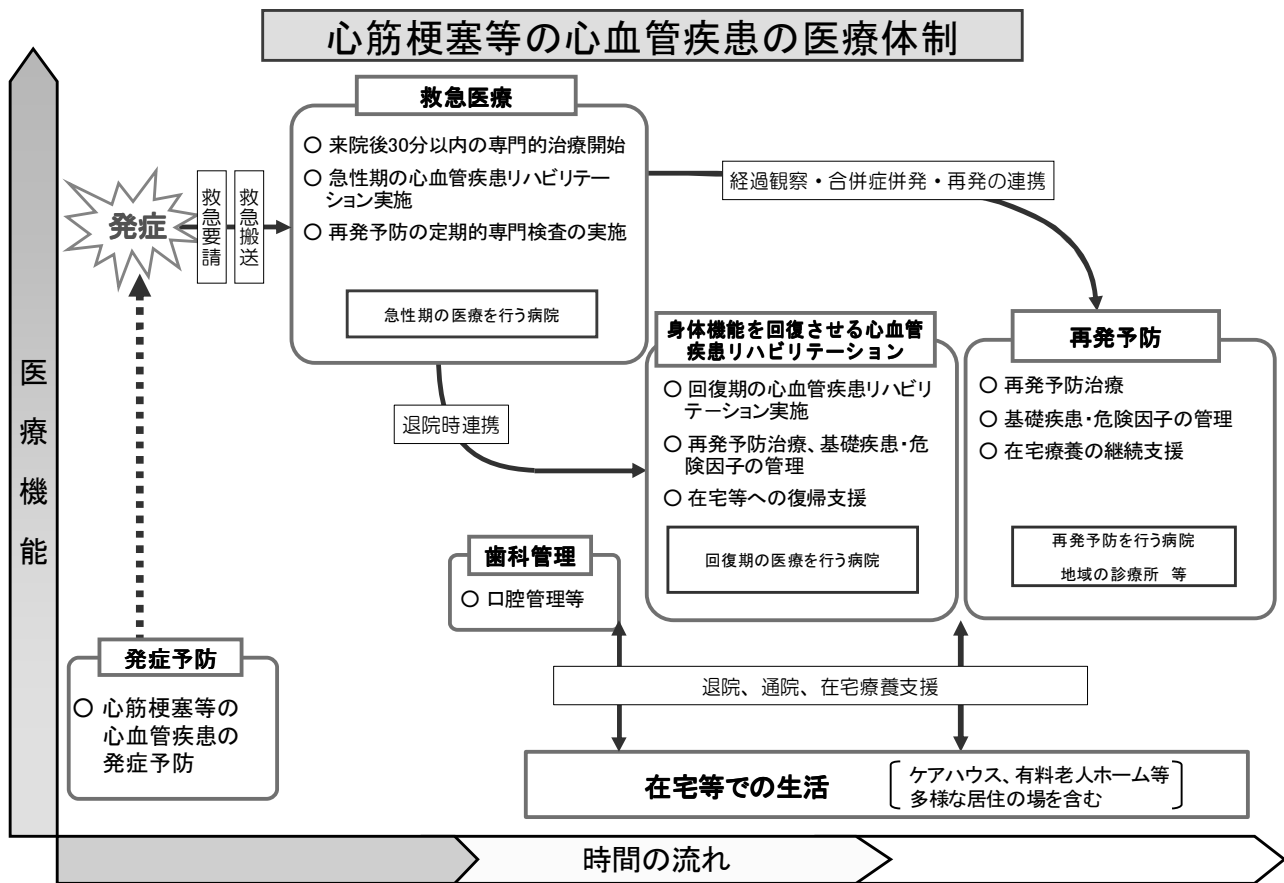 心筋梗塞等の心血管疾患の医療体制
医療機能
救急医療
○ 来院後30分以内の専門的治療開始
○ 急性期の心血管疾患リハビリテー
ション実施
○ 再発予防の定期的専門検査の実施
急性期の医療を行う病院
発症
救急要請
救急搬送
経過観察・合併症併発・再発の連携
退院時連携
身体機能を回復させる心血管
疾患リハビリテーション
○ 回復期の心血管疾患リハビリ
テーション実施
○ 再発予防治療、基礎疾患・危
険因子の管理
○ 在宅等への復帰支援
回復期の医療を行う病院
再発予防
○ 再発予防治療
○ 基礎疾患・危険因子の管理
○ 在宅療養の継続支援
再発予防を行う病院
地域の診療所 等
歯科管理
○ 口腔管理等
発症予防
○ 心筋梗塞等の
心血管疾患の
発症予防
退院、通院、在宅療養支援
在宅等での生活
ケアハウス、有料老人ホーム等
多様な居住の場を含む
時間の流れ